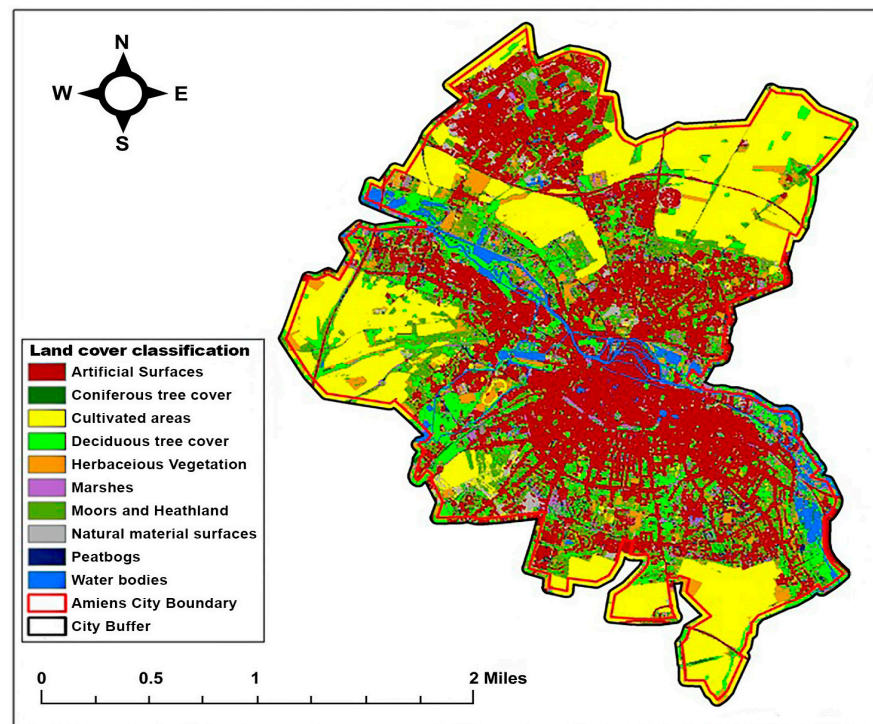 N
W E
S
Land cover classification
Artificial Surfaces
Coniferous tree cover
Cultivated areas
Deciduous tree cover
Herbaceious Vegetation
Marshes
Moors and Heathland
Natural material surfaces
Peatbogs
Water bodies
Amiens City Boundary
City Buffer
0 0.5 1 2 Miles